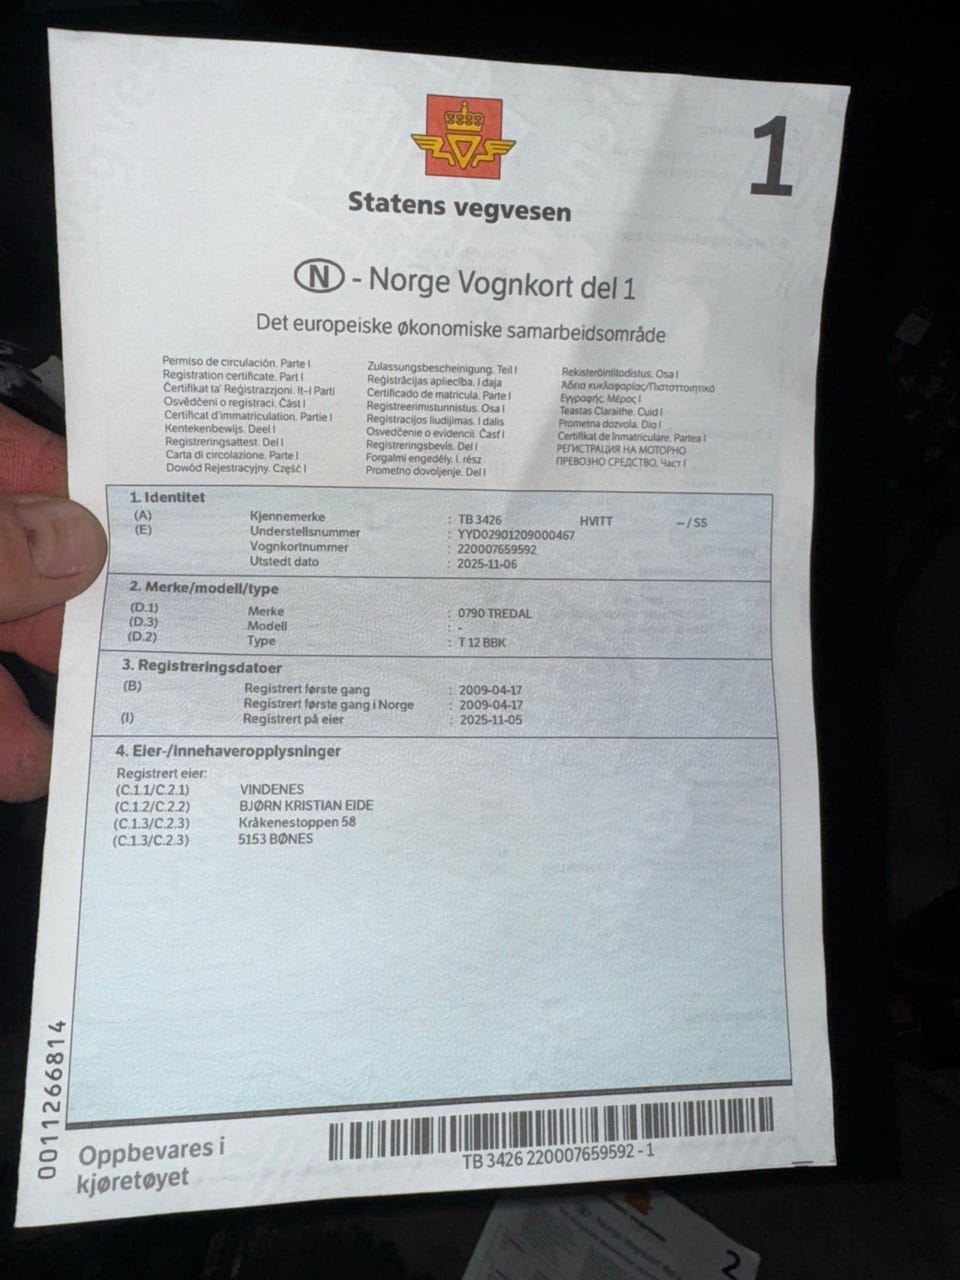 1
Statens vegvesen
N - Norge Vognkort del 1
Det europeiske økonomiske samarbeidsområde
Permiso de circulación. Parte I
Registration certificate. Part I
Ċertifikat ta' Reġistrazzjoni. It-I Parti
Osvědčení o registraci. Část I
Certificat d'immatriculation. Partie I
Kentekenbewijs. Deel I
Registreringsattest. Del I
Carta di circolazione. Parte I
Dowód Rejestracyjny. Część I
Zulassungsbescheinigung. Teil I
Reģistrācijas apliecība. I daja
Certificado de matrícula. Parte I
Registreerimistunnistus. Osa I
Registracijos liudijimas. I dalis
Osvedčenie o evidencii. Časť I
Registreringsbevis. Del I
Forgalmi engedély. I. rész
Prometno dovoljenje. Del I
Rekisteröintitodistus. Osa I
Άδεια κυκλοφορίας/Πιστοποιητικό
Εγγραφής. Μέρος I
Teastas Claraithe. Cuid I
Prometna dozvola. Dio I
Certifikat de înmatriculare. Partea I
РЕГИСТРАЦИЯ НА МОТОРНО
ПРЕВОЗНО СРЕДСТВО. Част I
1. Identitet
(A) Kjennemerke : TB 3426 HVITT – / SS
(E) Understellsnummer : YYD02901209000467
Vognkortnummer : 220007659592
Utstedt dato : 2025-11-06
2. Merke/modell/type
(D.1) Merke : 0790 TREDAL
(D.3) Modell : -
(D.2) Type : T 12 BBK
3. Registreringsdatoer
(B) Registrert første gang : 2009-04-17
Registrert første gang i Norge : 2009-04-17
(I) Registrert på eier : 2025-11-05
4. Eier-/innehaveropplysninger
Registrert eier:
(C.1.1/C.2.1) VINDENES
(C.1.2/C.2.2) BJØRN KRISTIAN EIDE
(C.1.3/C.2.3) Kråkenestoppen 58
(C.1.3/C.2.3) 5153 BØNES
0011266814
Oppbevares i
kjøretøyet
TB 3426 220007659592 - 1
2